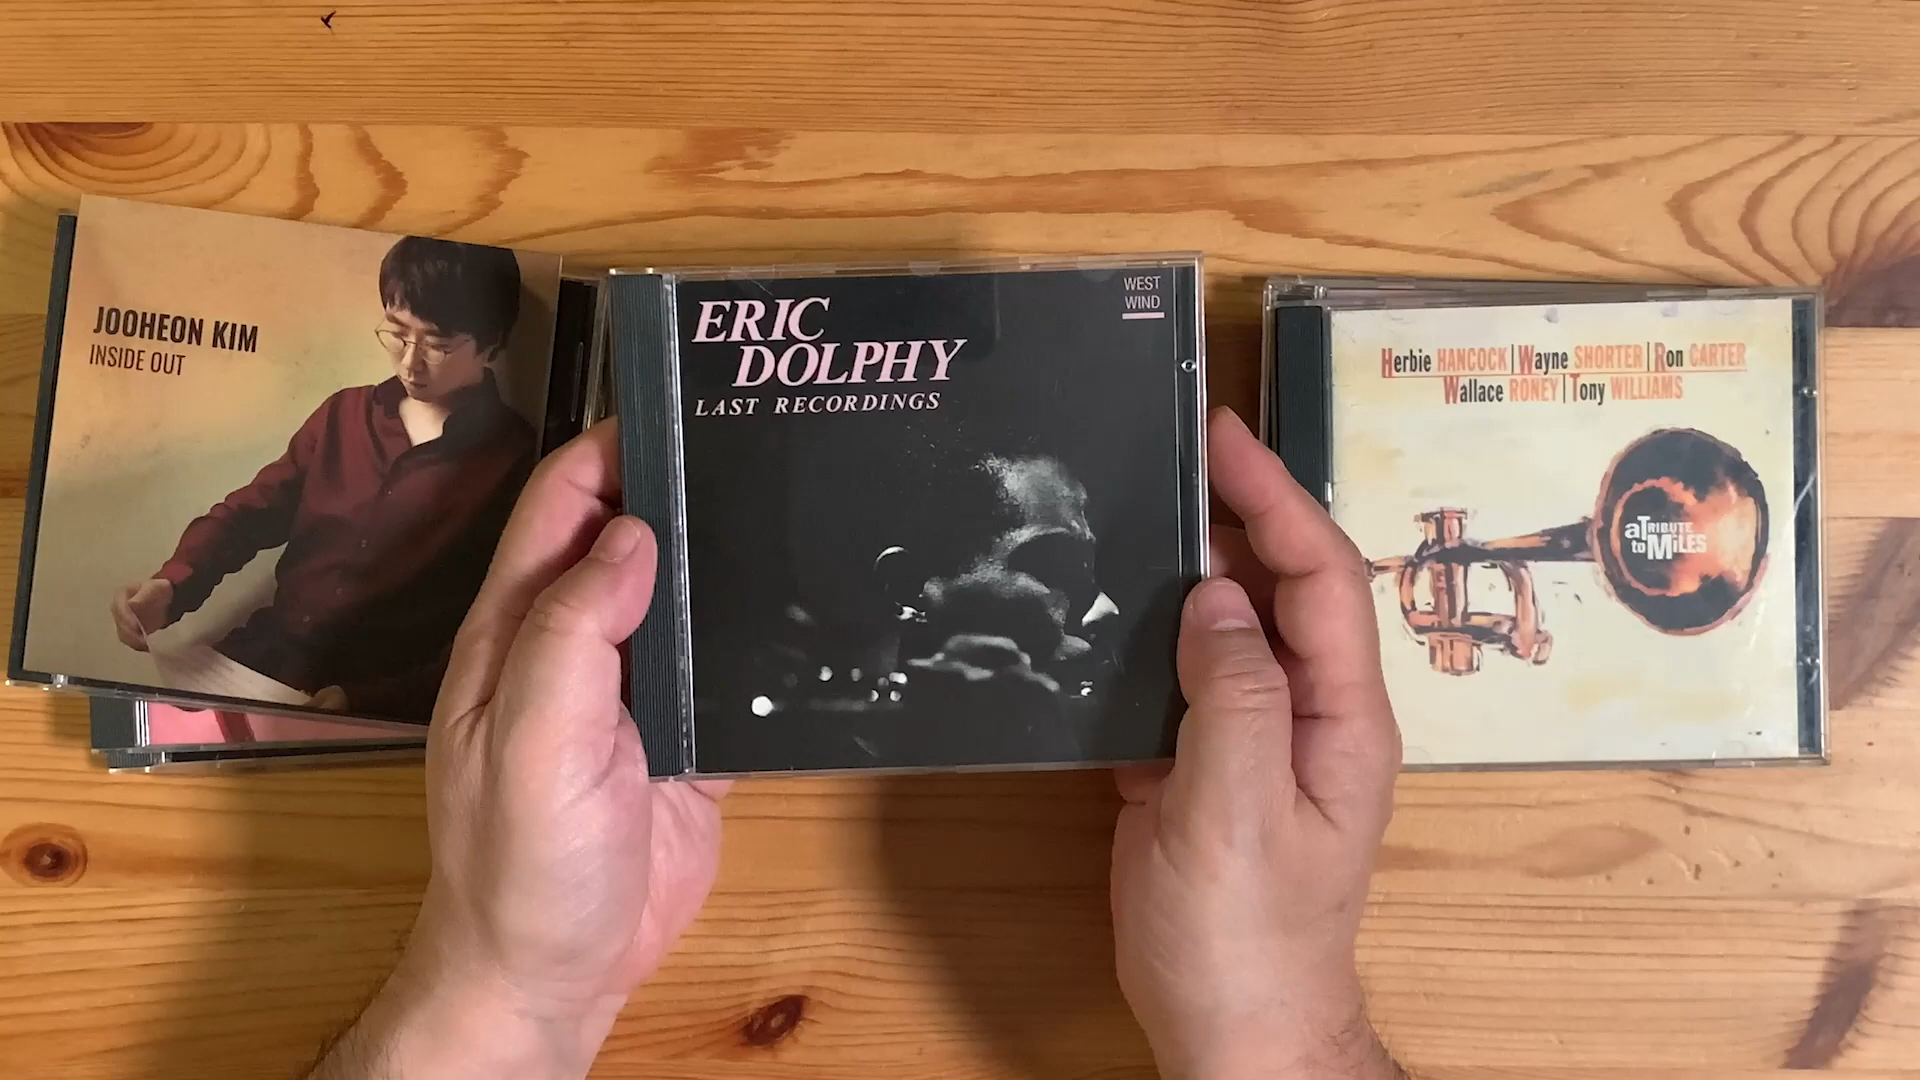 JOOHEON KIM
INSIDE OUT
ERIC
DOLPHY
LAST RECORDINGS
WEST
WIND
Herbie HANCOCK | Wayne SHORTER | Ron CARTER
Wallace RONEY | Tony WILLIAMS
a TRIBUTE
to MiLES